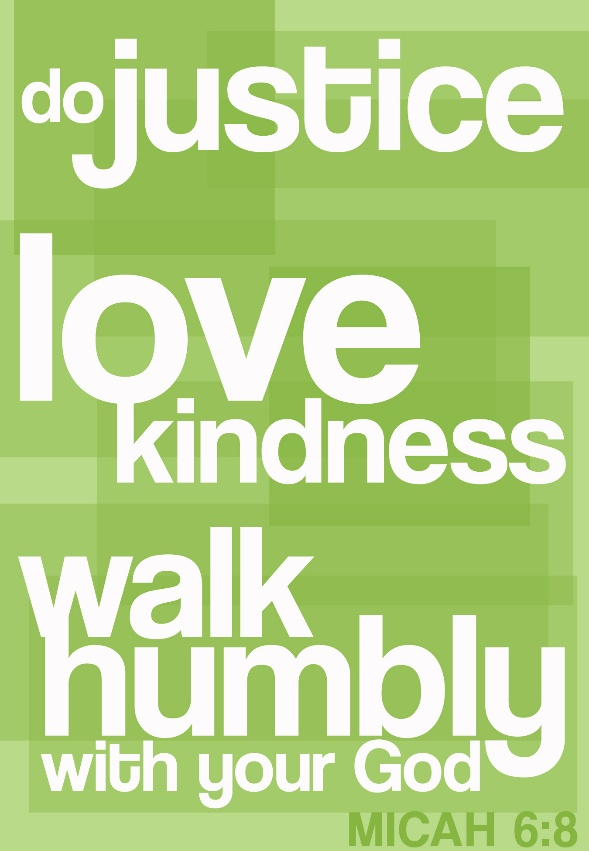 do justice
love
kindness
walk
humbly
with your God
MICAH 6:8